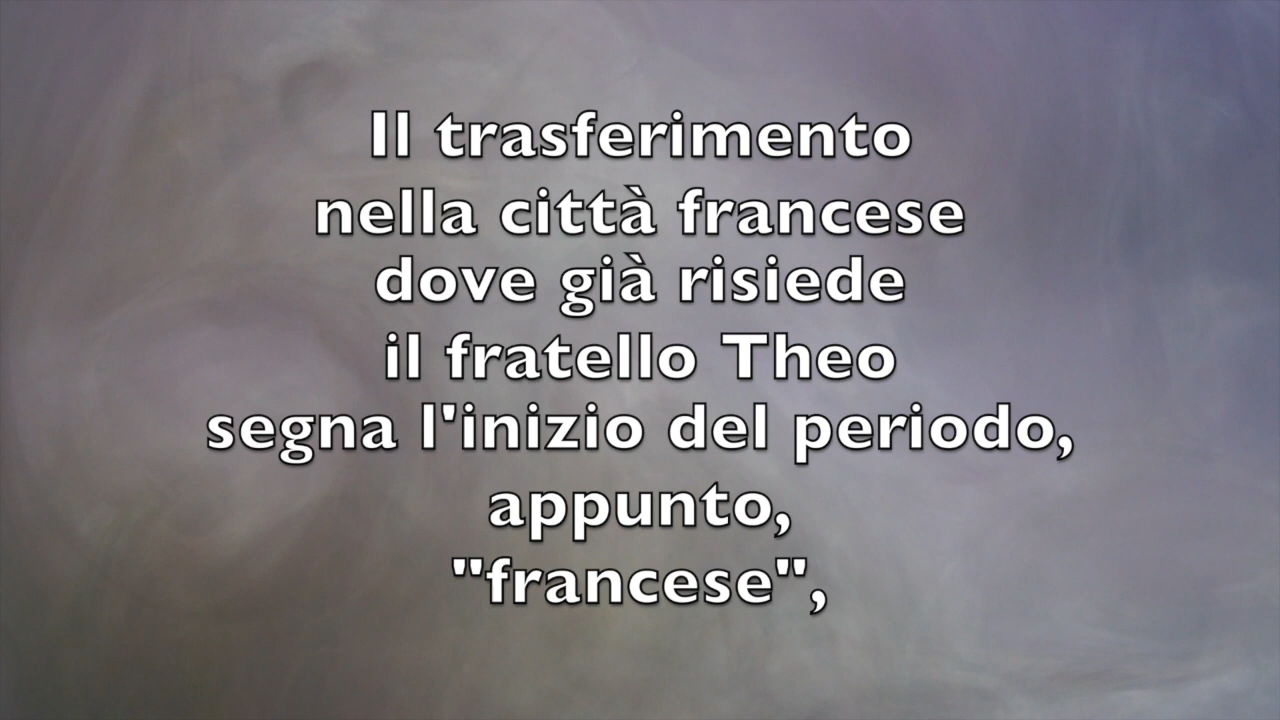 Il trasferimento
nella città francese
dove già risiede
il fratello Theo
segna l'inizio del periodo,
appunto,
"francese",